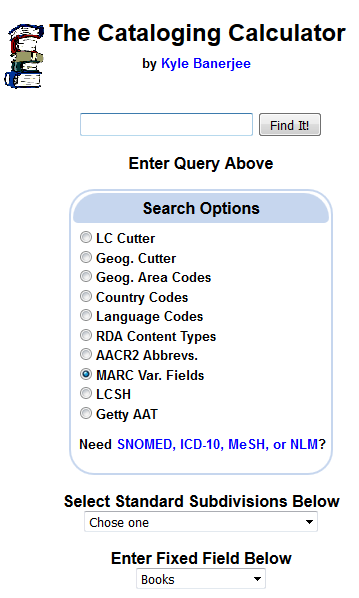 The Cataloging Calculator
by Kyle Banerjee
Find It!
Enter Query Above
Search Options
LC Cutter
Geog. Cutter
Geog. Area Codes
Country Codes
Language Codes
RDA Content Types
AACR2 Abbrevs.
MARC Var. Fields
LCSH
Getty AAT
Need SNOMED, ICD-10, MeSH, or NLM?
Select Standard Subdivisions Below
Chose one
Enter Fixed Field Below
Books